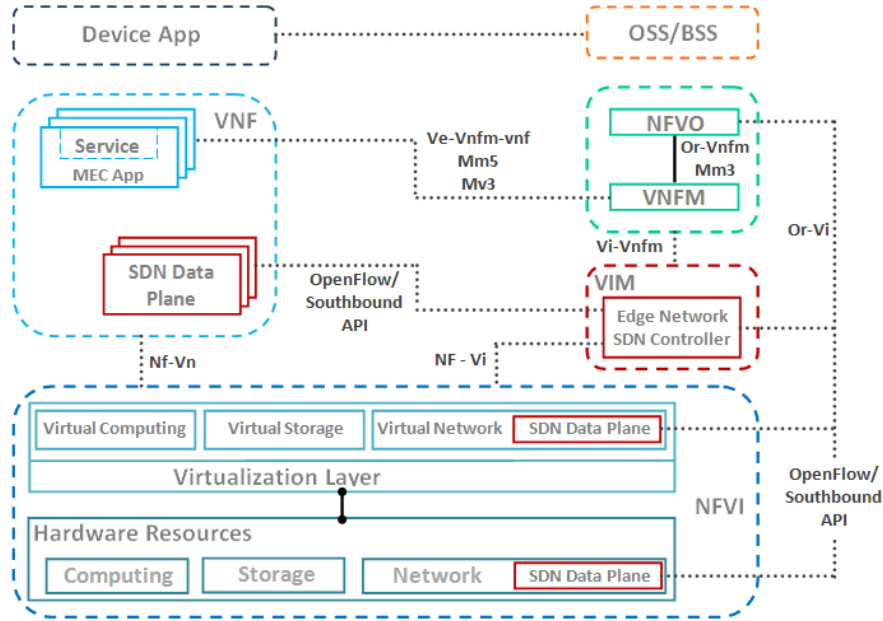 Device App
OSS/BSS
VNF
Service
MEC App
Ve-Vnfm-vnf
Mm5
Mv3
NFVO
Or-Vnfm
Mm3
VNFM
Or-Vi
Vi-Vnfm
SDN Data
Plane
OpenFlow/
Southbound
API
VIM
Edge Network
SDN Controller
Nf-Vn
NF - Vi
Virtual Computing
Virtual Storage
Virtual Network
SDN Data Plane
Virtualization Layer
OpenFlow/
Southbound
API
NFVI
Hardware Resources
Computing
Storage
Network
SDN Data Plane